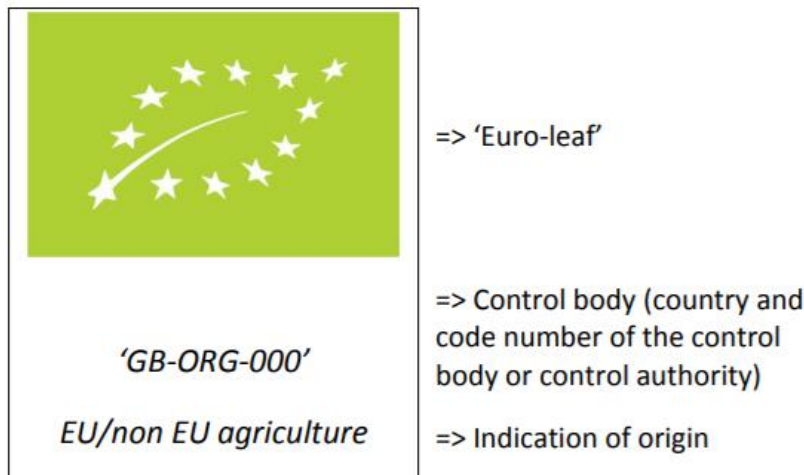 => ‘Euro-leaf’
‘GB-ORG-000’
=> Control body (country and
code number of the control
body or control authority)
EU/non EU agriculture
=> Indication of origin